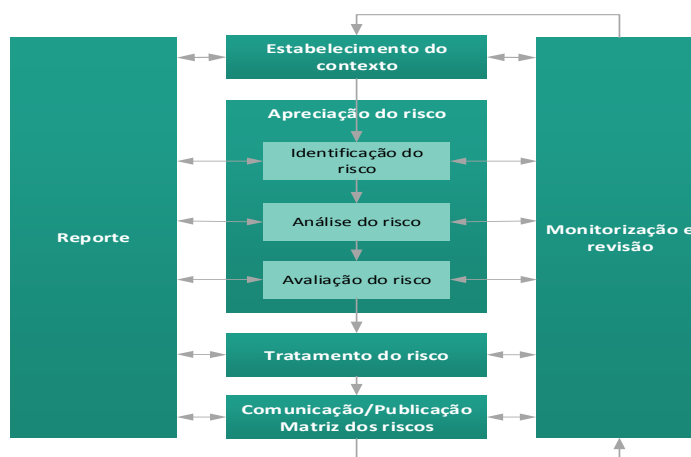 Estabelecimento do
contexto
Apreciação do risco
Identificação do
risco
Análise do risco
Avaliação do risco
Reporte
Monitorização e
revisão
Tratamento do risco
Comunicação/Publicação
Matriz dos riscos